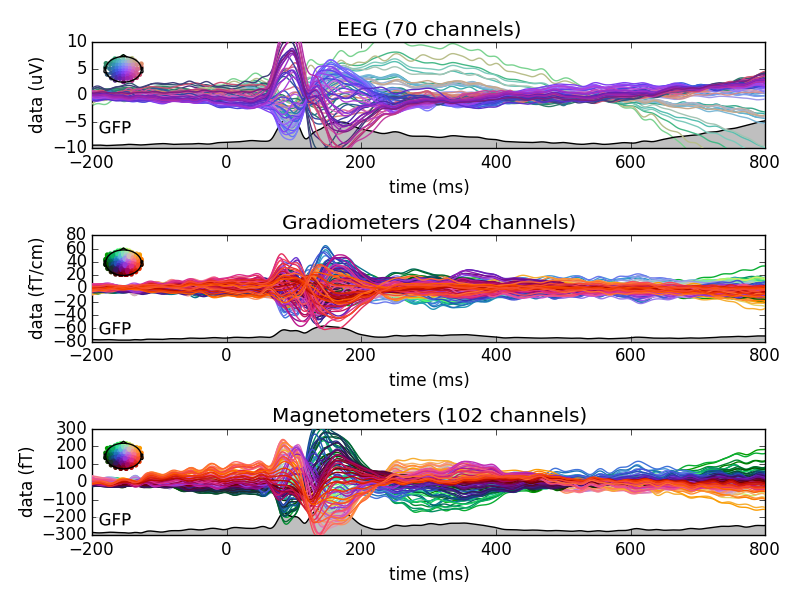 EEG (70 channels)
10
5
0
−5
−10
data (uV)
GFP
−200 0 200 400 600 800
time (ms)
Gradiometers (204 channels)
80
60
40
20
0
−20
−40
−60
−80
data (fT/cm)
GFP
−200 0 200 400 600 800
time (ms)
Magnetometers (102 channels)
300
200
100
0
−100
−200
−300
data (fT)
GFP
−200 0 200 400 600 800
time (ms)